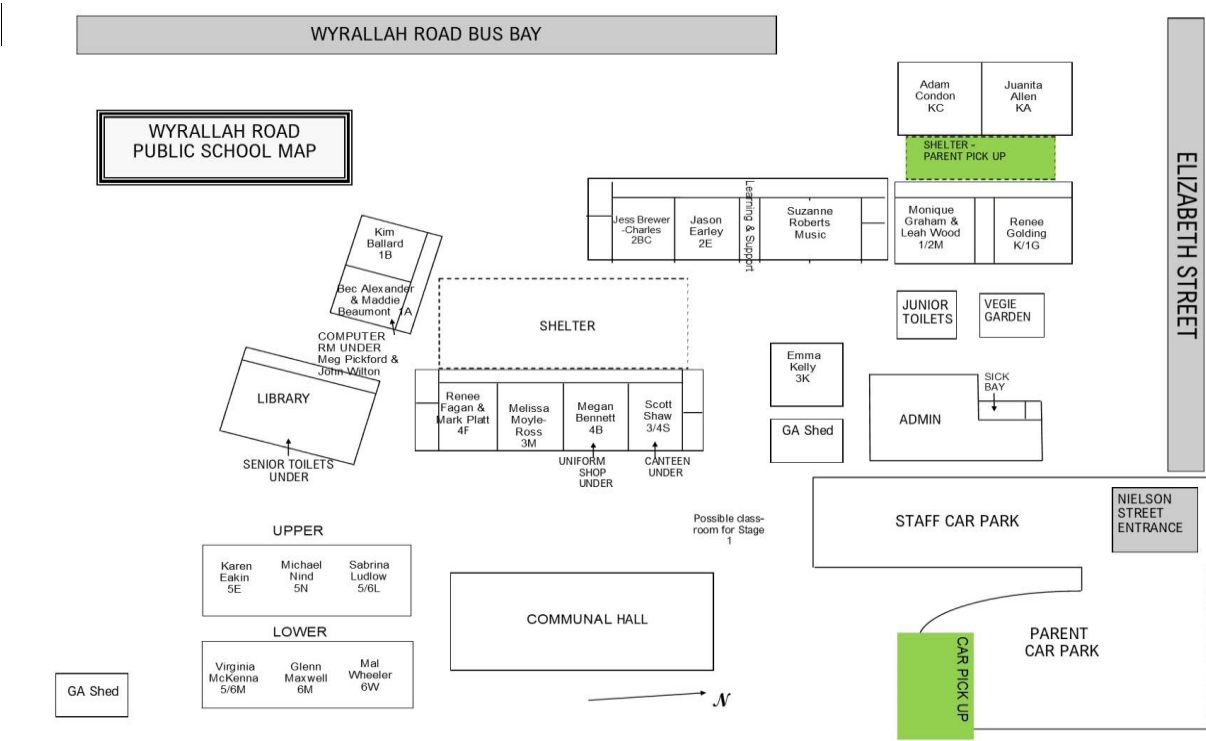 WYRALLAH ROAD BUS BAY
ELIZABETH STREET
WYRALLAH ROAD
PUBLIC SCHOOL MAP
Adam
Condon
KC
Juanita
Allen
KA
SHELTER -
PARENT PICK UP
Jess Brewer
-Charles
2BC
Jason
Earley
2E
Learning & Support
Suzanne
Roberts
Music
Monique
Graham &
Leah Wood
1/2M
Renee
Golding
K/1G
Kim
Ballard
1B
Bec Alexander
& Maddie
Beaumont 1A
COMPUTER
RM UNDER
Meg Pickford &
John Wilton
SHELTER
JUNIOR
TOILETS
VEGIE
GARDEN
Emma
Kelly
3K
GA Shed
SICK
BAY
ADMIN
LIBRARY
SENIOR TOILETS
UNDER
Renee
Fagan &
Mark Platt
4F
Melissa
Moyle-
Ross
3M
Megan
Bennett
4B
Scott
Shaw
3/4S
UNIFORM
SHOP
UNDER
CANTEEN
UNDER
Possible class-
room for Stage
1
STAFF CAR PARK
NIELSON
STREET
ENTRANCE
UPPER
Karen
Eakin
5E
Michael
Nind
5N
Sabrina
Ludlow
5/6L
LOWER
Virginia
McKenna
5/6M
Glenn
Maxwell
6M
Mal
Wheeler
6W
COMMUNAL HALL
PARENT
CAR PARK
CAR PICK UP
GA Shed
N